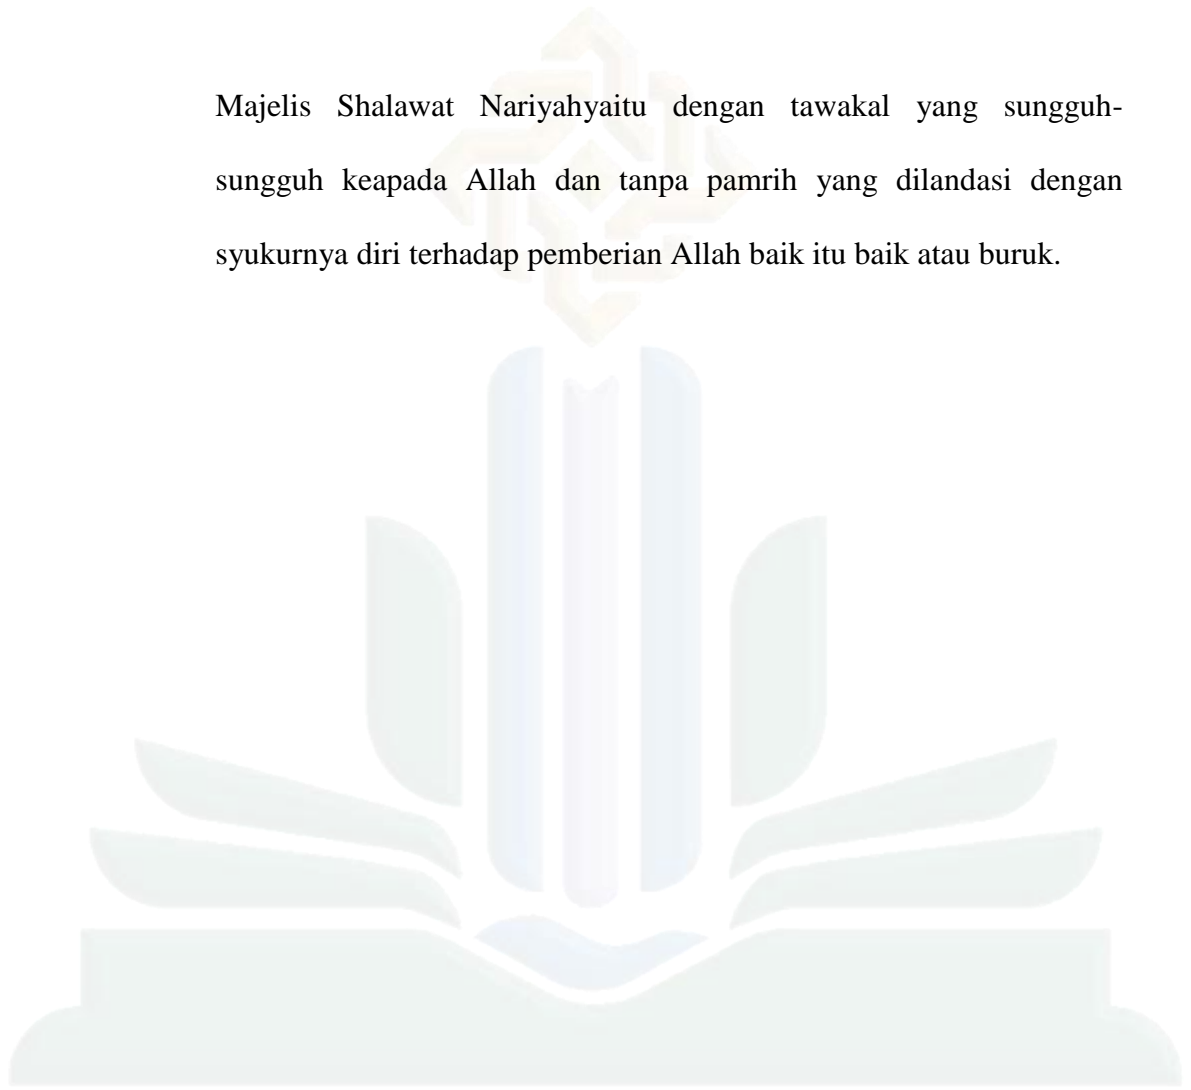 Majelis Shalawat Nariyahyaitu dengan tawakal yang sungguh-
sungguh keapada Allah dan tanpa pamrih yang dilandasi dengan
syukurnya diri terhadap pemberian Allah baik itu baik atau buruk.